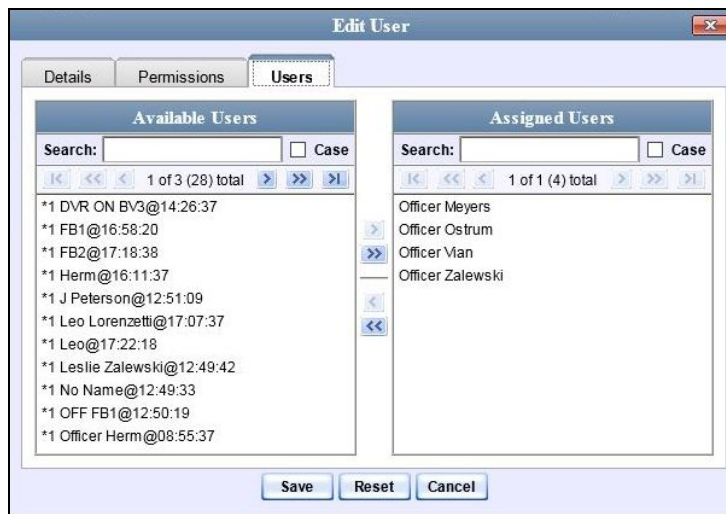 Edit User
Details Permissions Users
Available Users
Search: Case
1 of 3 (28) total
*1 DVR ON BV3@14:26:37
*1 FB1@16:58:20
*1 FB2@17:18:38
*1 Herm@16:11:37
*1 J Peterson@12:51:09
*1 Leo Lorenzetti@17:07:37
*1 Leo@17:22:18
*1 Leslie Zalewski@12:49:42
*1 No Name@12:49:33
*1 OFF FB1@12:50:19
*1 Officer Herm@08:55:37
Assigned Users
Search: Case
1 of 1 (4) total
Officer Meyers
Officer Ostrum
Officer Vian
Officer Zalewski
Save Reset Cancel